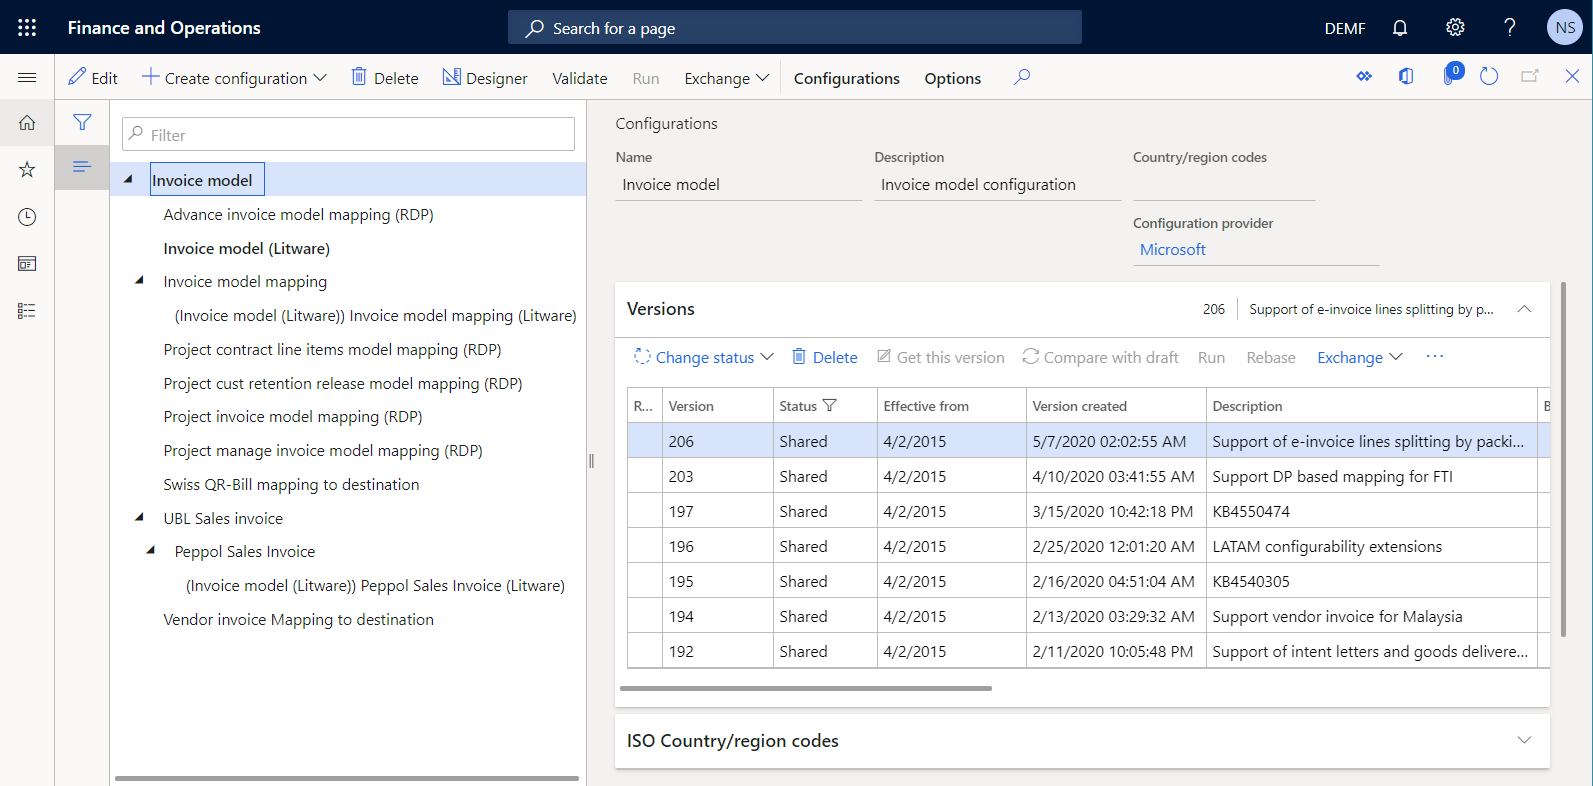 Finance and Operations
Search for a page
DEMF
NS
Edit
Create configuration
Delete
Designer
Validate
Run
Exchange
Configurations
Options
0
Filter
Invoice model
Advance invoice model mapping (RDP)
Invoice model (Litware)
Invoice model mapping
(Invoice model (Litware)) Invoice model mapping (Litware)
Project contract line items model mapping (RDP)
Project cust retention release model mapping (RDP)
Project invoice model mapping (RDP)
Project manage invoice model mapping (RDP)
Swiss QR-Bill mapping to destination
UBL Sales invoice
Peppol Sales Invoice
(Invoice model (Litware)) Peppol Sales Invoice (Litware)
Vendor invoice Mapping to destination
Configurations
Name Description Country/region codes
Invoice model Invoice model configuration
Configuration provider
Microsoft
Versions 206 Support of e-invoice lines splitting by p...
Change status Delete Get this version Compare with draft Run Rebase Exchange ...
R... Version Status Effective from Version created Description B
206 Shared 4/2/2015 5/7/2020 02:02:55 AM Support of e-invoice lines splitting by packi...
203 Shared 4/2/2015 4/10/2020 03:41:55 AM Support DP based mapping for FTI
197 Shared 4/2/2015 3/15/2020 10:42:18 PM KB4550474
196 Shared 4/2/2015 2/25/2020 12:01:20 AM LATAM configurability extensions
195 Shared 4/2/2015 2/16/2020 04:51:04 AM KB4540305
194 Shared 4/2/2015 2/13/2020 03:29:32 AM Support vendor invoice for Malaysia
192 Shared 4/2/2015 2/11/2020 10:05:48 PM Support of intent letters and goods delivere...
ISO Country/region codes